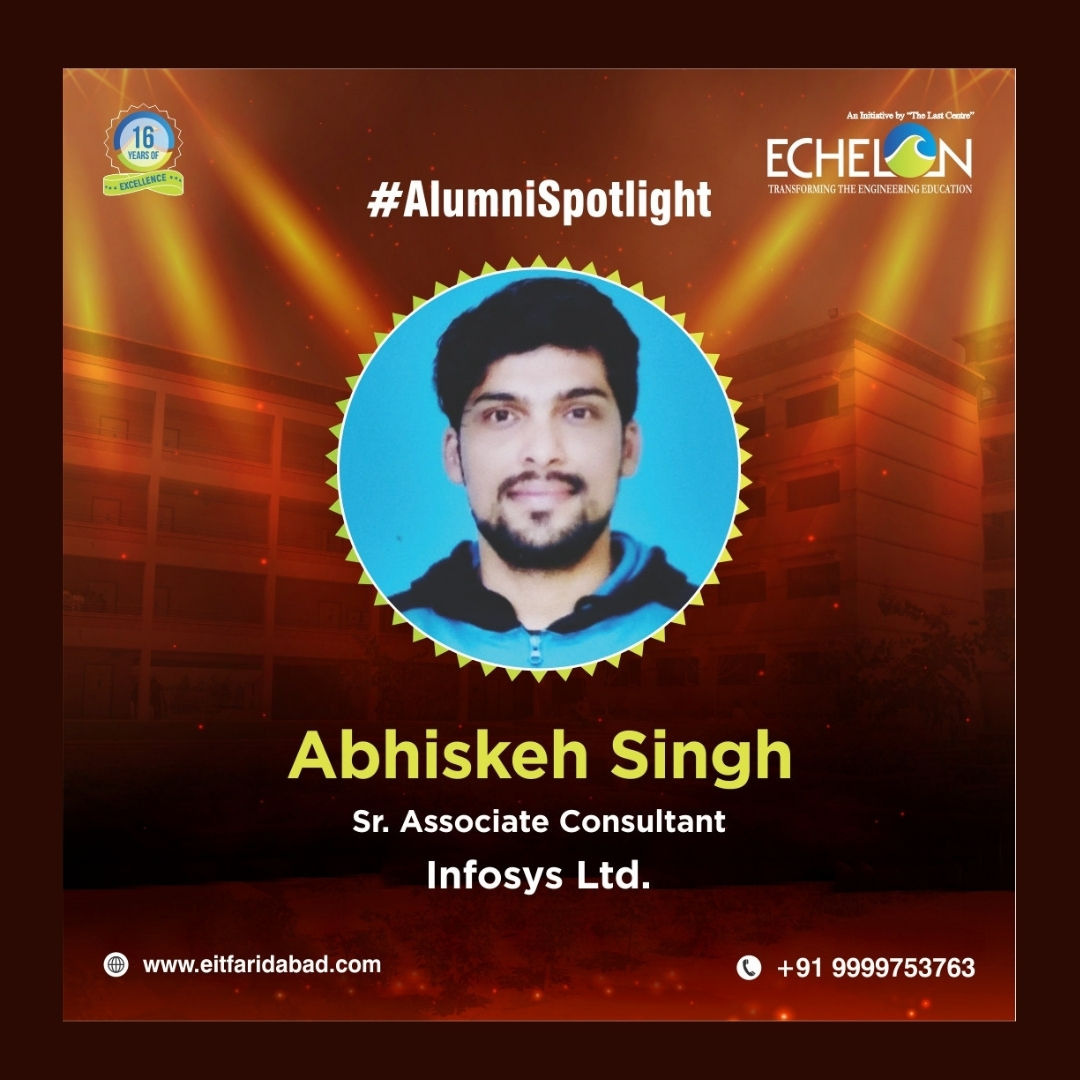 16
YEARS OF
EXCELLENCE
An Initiative by "The Last Centre"
ECHELON
TRANSFORMING THE ENGINEERING EDUCATION
#AlumniSpotlight
Abhiskeh Singh
Sr. Associate Consultant
Infosys Ltd.
www.eitfaridabad.com
+91 9999753763